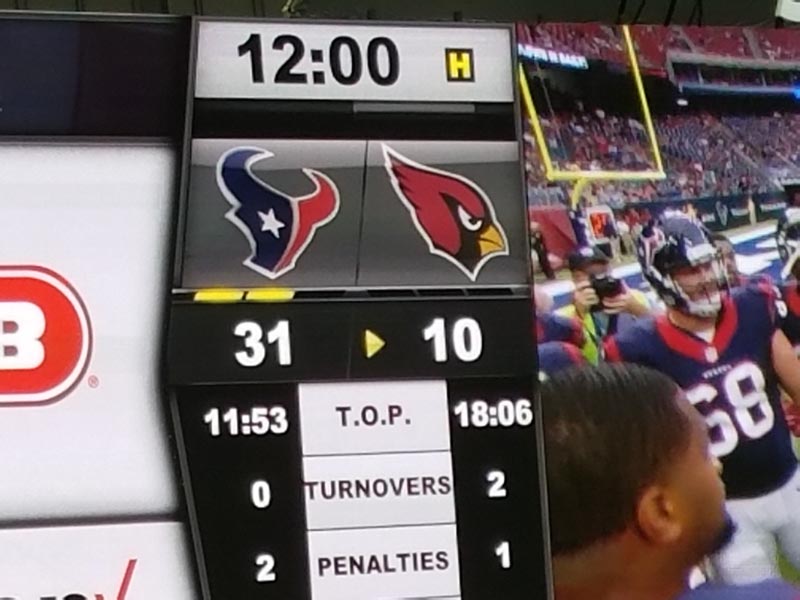 12:00 H
31 10
11:53 T.O.P. 18:06
0 TURNOVERS 2
2 PENALTIES 1
B
®
68